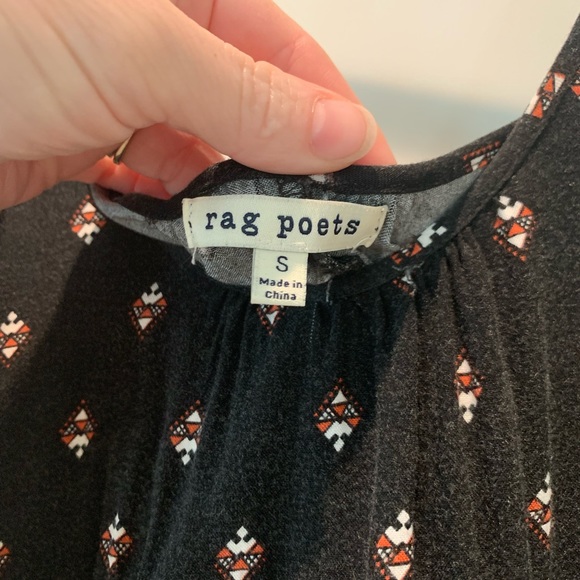 rag poets
S
Made in
China